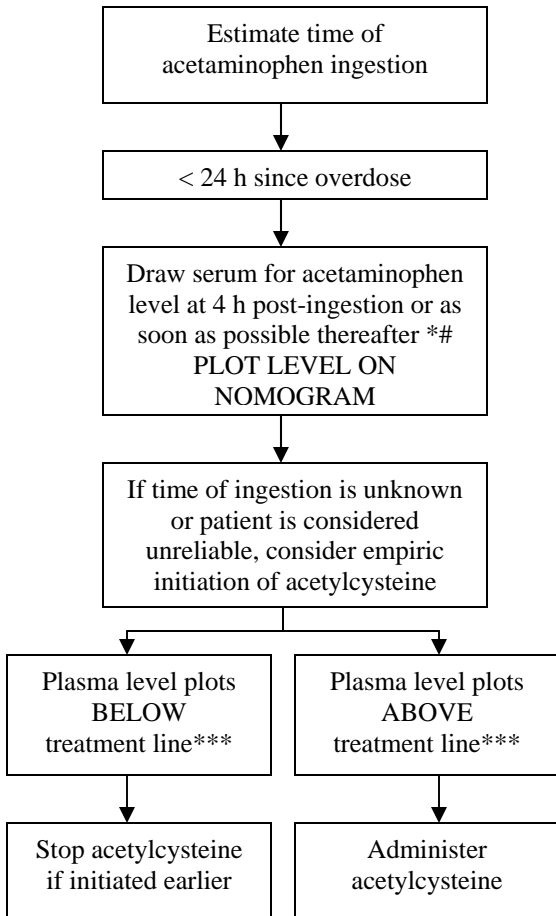 Estimate time of
acetaminophen ingestion
< 24 h since overdose
Draw serum for acetaminophen
level at 4 h post-ingestion or as
soon as possible thereafter *#
PLOT LEVEL ON
NOMOGRAM
If time of ingestion is unknown
or patient is considered
unreliable, consider empiric
initiation of acetylcysteine
Plasma level plots
BELOW
treatment line***
Plasma level plots
ABOVE
treatment line***
Stop acetylcysteine
if initiated earlier
Administer
acetylcysteine